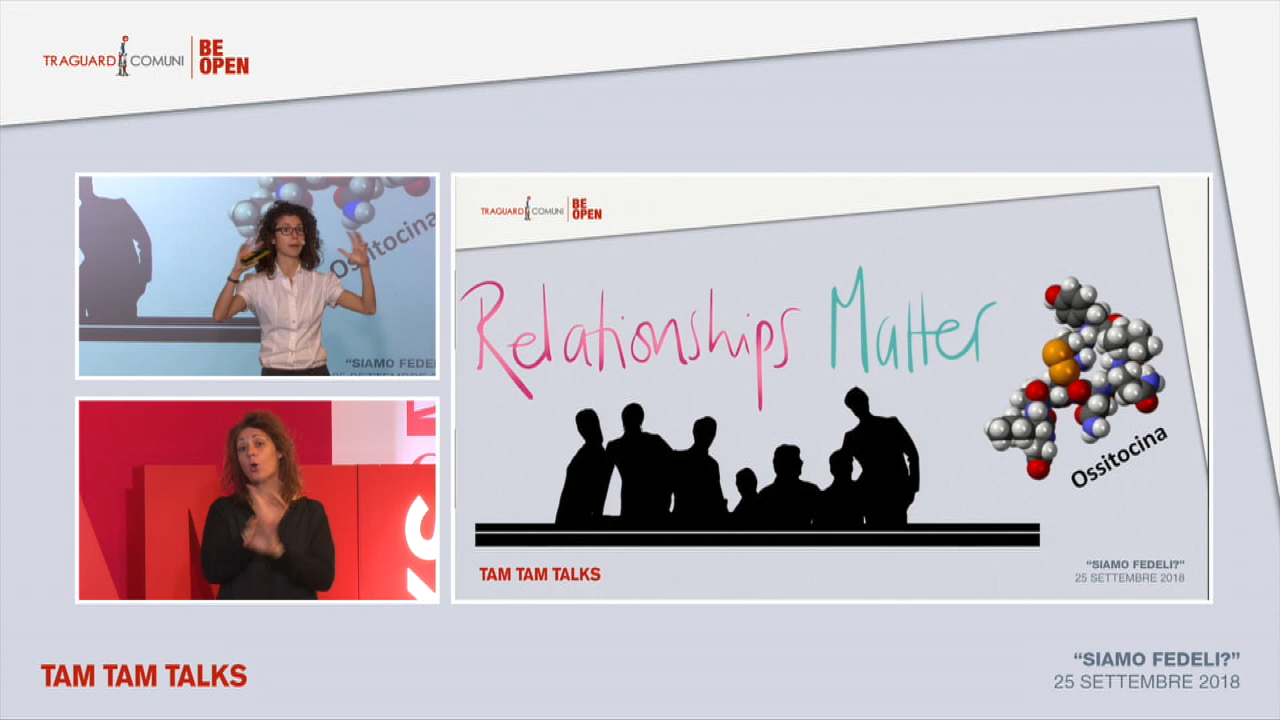 TRAGUARDI COMUNI
BE
OPEN
Ossitocina
"SIAMO FEDE
TRAGUARDI COMUNI
BE
OPEN
Relationships Matter
Ossitocina
TAM TAM TALKS
"SIAMO FEDELI?"
25 SETTEMBRE 2018
TAM TAM TALKS
"SIAMO FEDELI?"
25 SETTEMBRE 2018